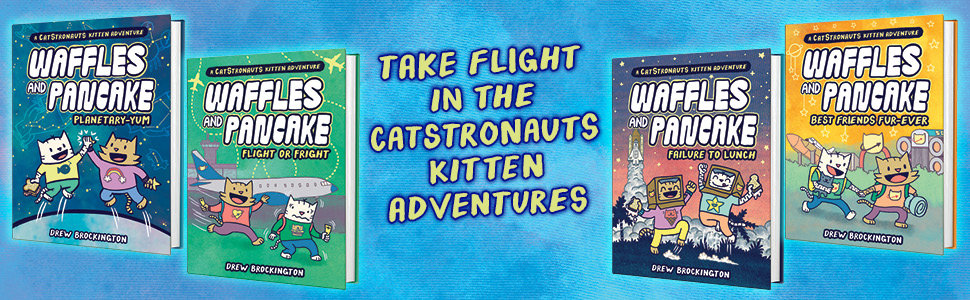 A CATSTRONAUTS KITTEN ADVENTURE
WAFFLES
AND PANCAKE
PLANETARY-YUM
DREW BROCKINGTON
A CATSTRONAUTS KITTEN ADVENTURE
WAFFLES
AND PANCAKE
FLIGHT OR FRIGHT
DREW BROCKINGTON
TAKE FLIGHT
IN THE
CATSTRONAUTS
KITTEN
ADVENTURES
A CATSTRONAUTS KITTEN ADVENTURE
WAFFLES
AND PANCAKE
FAILURE TO LUNCH
DREW BROCKINGTON
A CATSTRONAUTS KITTEN ADVENTURE
WAFFLES
AND PANCAKE
BEST FRIENDS FUR-EVER
DREW BROCKINGTON